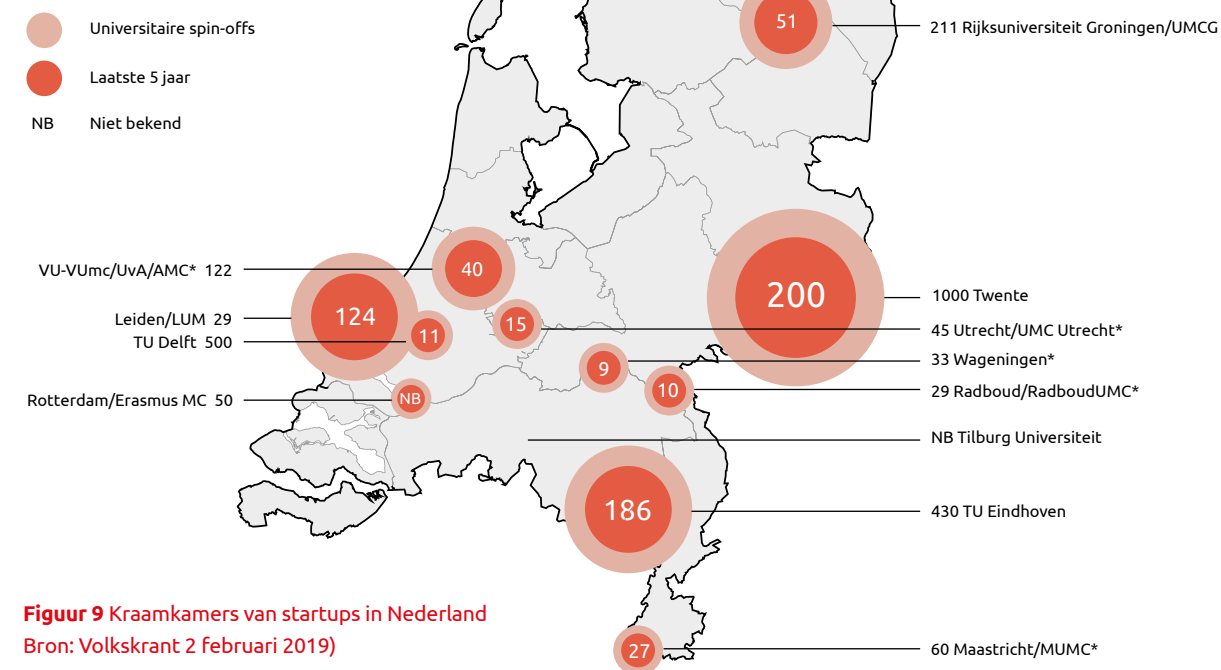 Universitaire spin-offs
Laatste 5 jaar
NB Niet bekend
51
211 Rijksuniversiteit Groningen/UMCG
VU-VUmc/UvA/AMC* 122
40
200
1000 Twente
Leiden/LUM 29
124
TU Delft 500
11
15
45 Utrecht/UMC Utrecht*
9
33 Wageningen*
10
29 Radboud/RadboudUMC*
Rotterdam/Erasmus MC 50
NB
NB Tilburg Universiteit
186
430 TU Eindhoven
27
60 Maastricht/MUMC*
Figuur 9 Kraamkamers van startups in Nederland
Bron: Volkskrant 2 februari 2019)